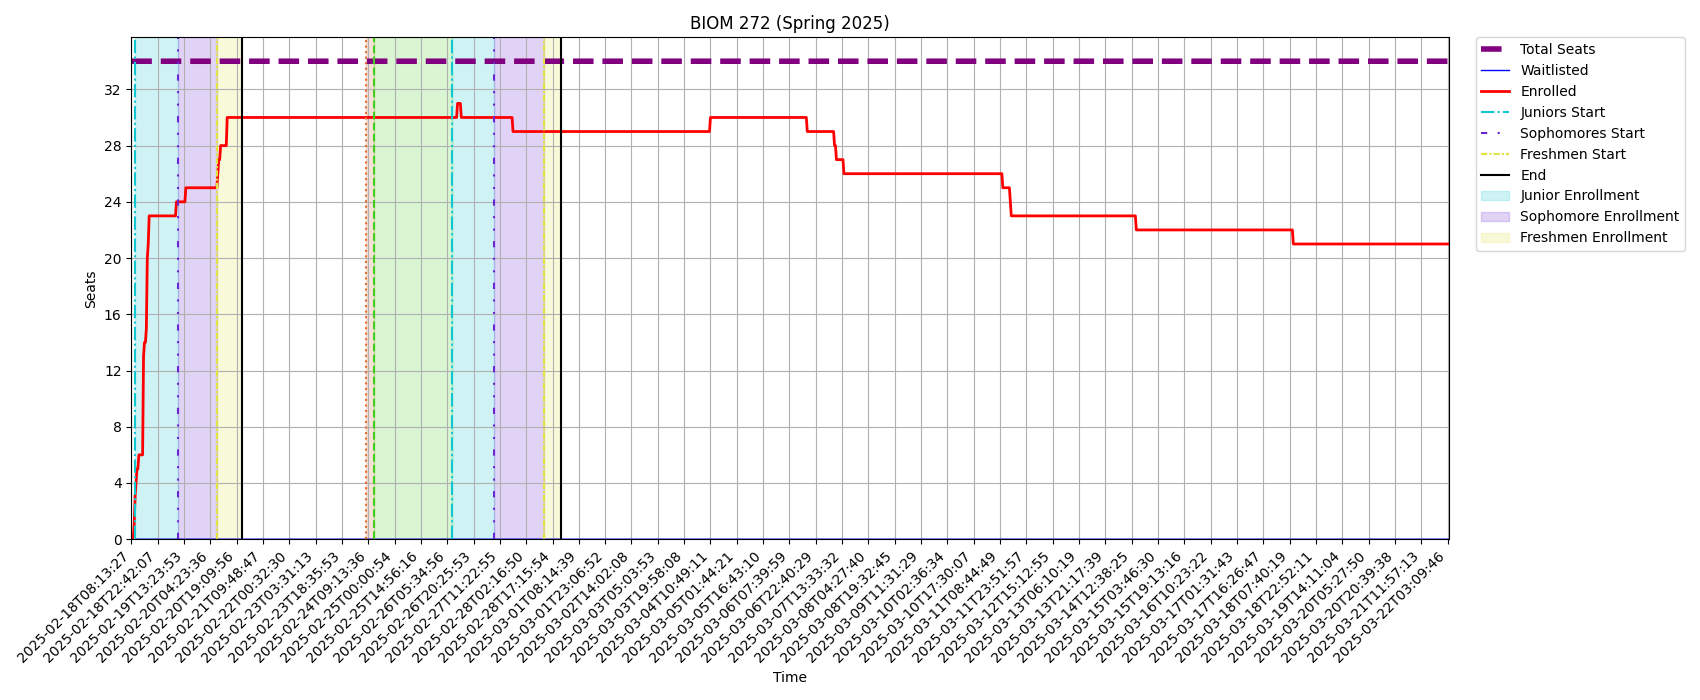 BIOM 272 (Spring 2025)
Total Seats
Waitlisted
Enrolled
Juniors Start
Sophomores Start
Freshmen Start
End
Junior Enrollment
Sophomore Enrollment
Freshmen Enrollment
Seats
32
28
24
20
16
12
8
4
0
2025-02-18T08:13:27
2025-02-18T22:42:07
2025-02-19T13:23:53
2025-02-20T04:23:36
2025-02-20T19:09:56
2025-02-21T09:48:47
2025-02-22T00:32:30
2025-02-23T03:31:13
2025-02-23T18:35:53
2025-02-24T09:13:36
2025-02-25T00:00:54
2025-02-25T14:56:16
2025-02-26T05:34:56
2025-02-26T20:25:53
2025-02-27T11:22:55
2025-02-28T02:16:50
2025-02-28T17:15:54
2025-03-01T08:14:39
2025-03-01T23:06:52
2025-03-02T14:02:08
2025-03-03T05:03:53
2025-03-03T19:58:08
2025-03-04T10:49:11
2025-03-05T01:44:21
2025-03-05T16:43:10
2025-03-06T07:39:59
2025-03-06T22:40:29
2025-03-07T13:33:32
2025-03-08T04:27:40
2025-03-08T19:32:45
2025-03-09T11:31:29
2025-03-10T02:36:34
2025-03-10T17:30:07
2025-03-11T08:44:49
2025-03-11T23:51:57
2025-03-12T15:12:55
2025-03-13T06:10:19
2025-03-13T21:17:39
2025-03-14T12:38:25
2025-03-15T03:46:30
2025-03-15T19:13:16
2025-03-16T10:23:22
2025-03-17T01:31:43
2025-03-17T16:26:47
2025-03-18T07:40:19
2025-03-18T22:52:11
2025-03-19T14:11:04
2025-03-20T05:27:50
2025-03-20T20:39:38
2025-03-21T11:57:13
2025-03-22T03:09:46
Time